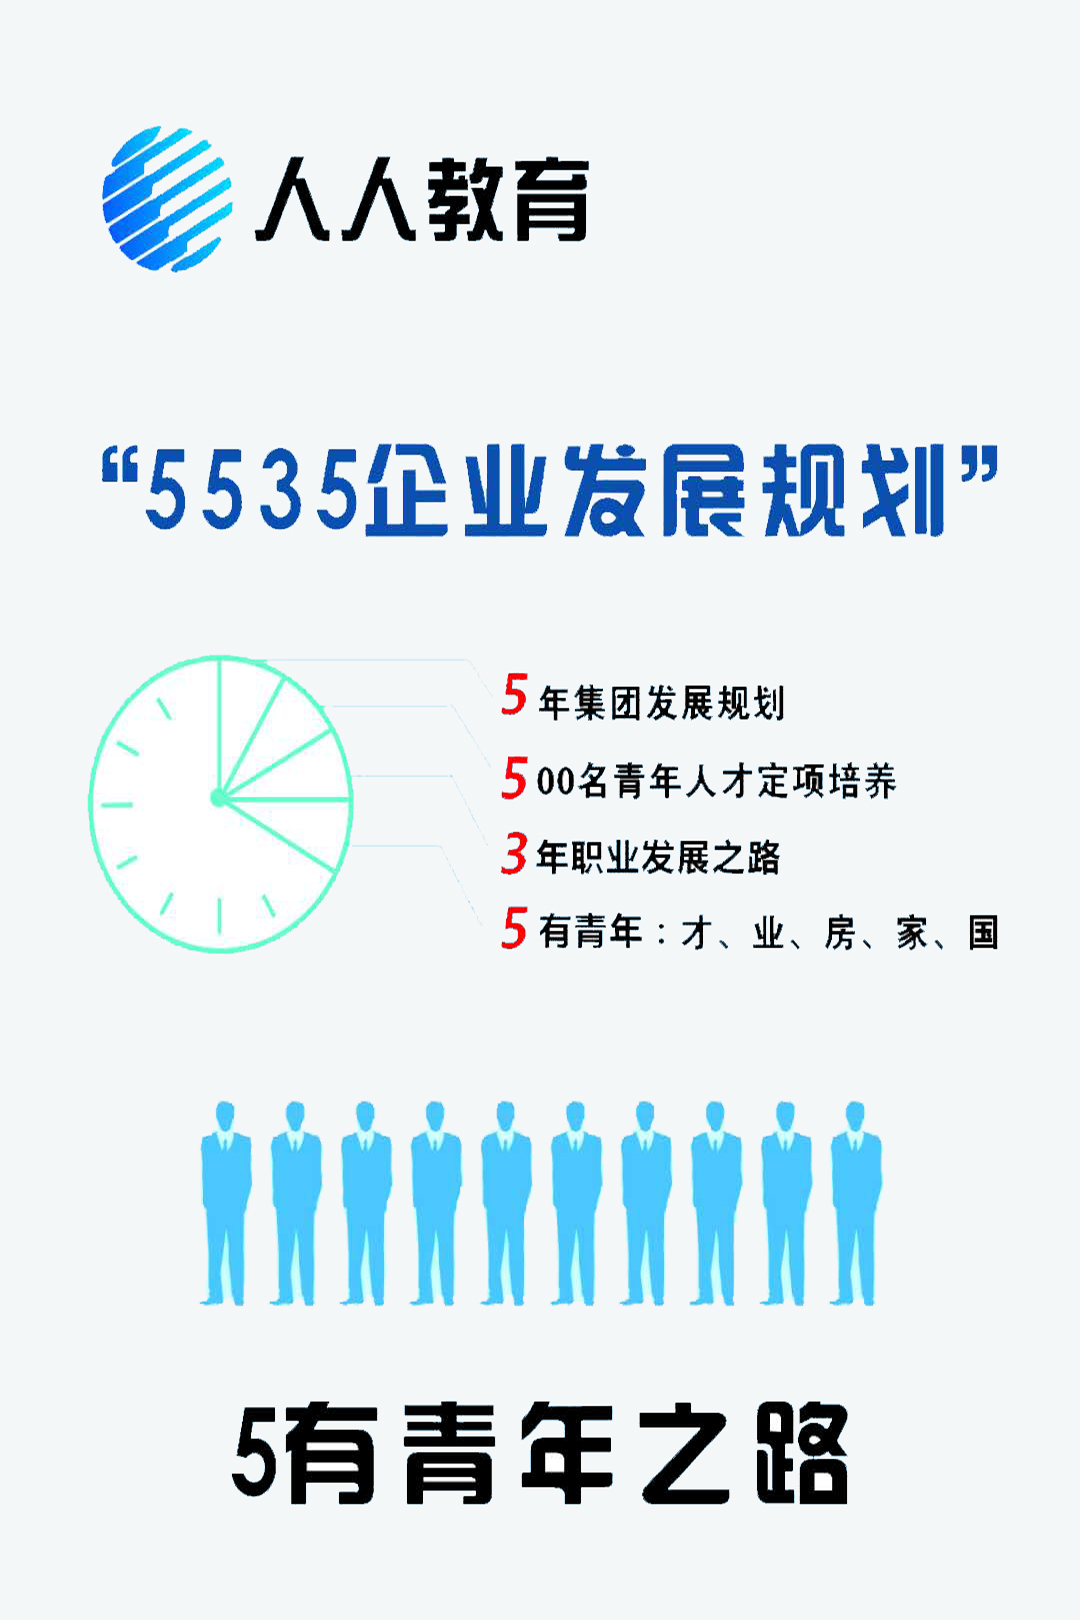 人人教育
“5535企业发展规划”
5年集团发展规划
500名青年人才定项培养
3年职业发展之路
5有青年：才、业、房、家、国
5有青年之路